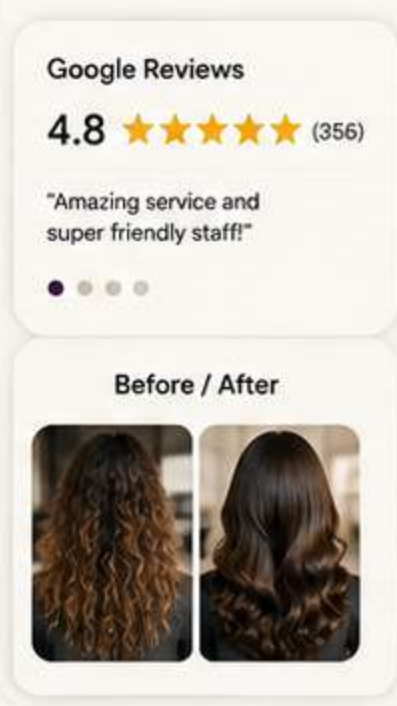 Google Reviews
4.8 ★★★★★ (356)
“Amazing service and
super friendly staff!”
Before / After